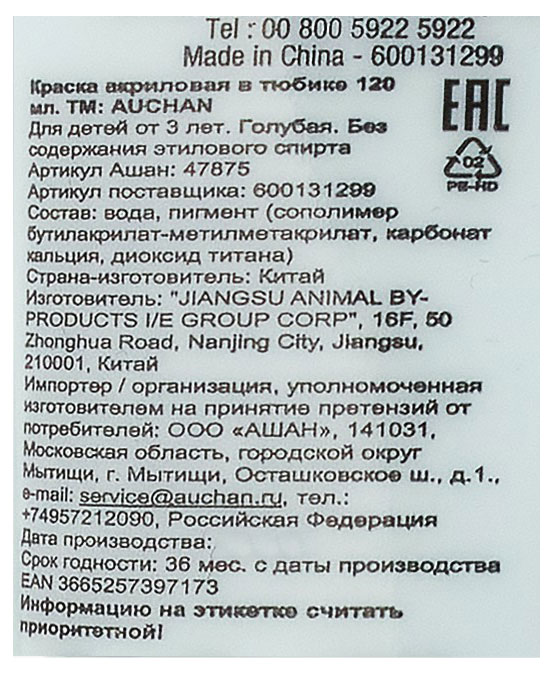 Tel : 00 800 5922 5922
Made in China - 600131299
Краска акриловая в тюбике 120
мл. ТМ: AUCHAN
Для детей от 3 лет. Голубая. Без
содержания этилового спирта
Артикул Ашан: 47875
Артикул поставщика: 600131299
Состав: вода, пигмент (сополимер
бутилакрилат-метилметакрилат, карбонат
кальция, диоксид титана)
Страна-изготовитель: Китай
Изготовитель: "JIANGSU ANIMAL BY-
PRODUCTS I/E GROUP CORP", 16F, 50
Zhonghua Road, Nanjing City, Jiangsu,
210001, Китай
Импортер / организация, уполномоченная
изготовителем на принятие претензий от
потребителей: ООО «АШАН», 141031,
Московская область, городской округ
Мытищи, г. Мытищи, Осташковское ш., д.1.,
e-mail: service@auchan.ru, тел.:
+74957212090, Российская Федерация
Дата производства:
Срок годности: 36 мес. с даты производства
EAN 3665257397173
Информацию на этикетке считать
приоритетной!
EAC
02
PE-HD